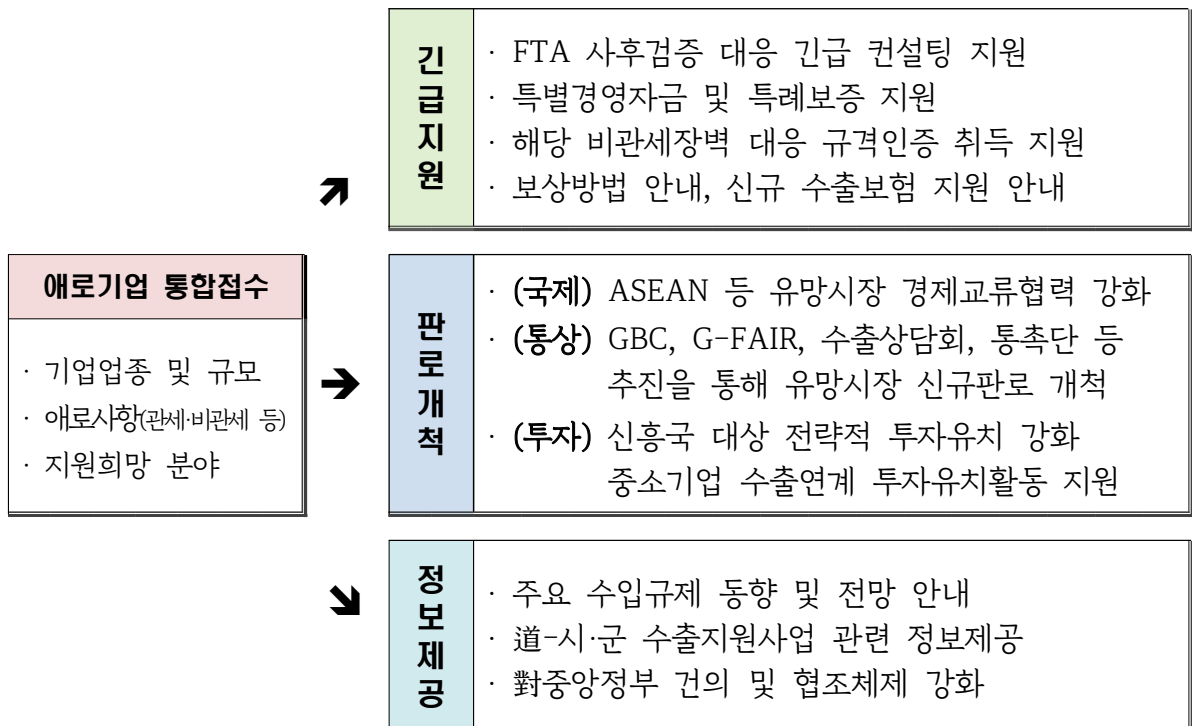 긴급지원
· FTA 사후검증 대응 긴급 컨설팅 지원
· 특별경영자금 및 특례보증 지원
· 해당 비관세장벽 대응 규격인증 취득 지원
· 보상방법 안내, 신규 수출보험 지원 안내
애로기업 통합접수
· 기업업종 및 규모
· 애로사항(관세·비관세 등)
· 지원희망 분야
판로개척
· (국제) ASEAN 등 유망시장 경제교류협력 강화
· (통상) GBC, G-FAIR, 수출상담회, 통촉단 등
추진을 통해 유망시장 신규판로 개척
· (투자) 신흥국 대상 전략적 투자유치 강화
중소기업 수출연계 투자유치활동 지원
정보제공
· 주요 수입규제 동향 및 전망 안내
· 道-시·군 수출지원사업 관련 정보제공
· 對중앙정부 건의 및 협조체제 강화